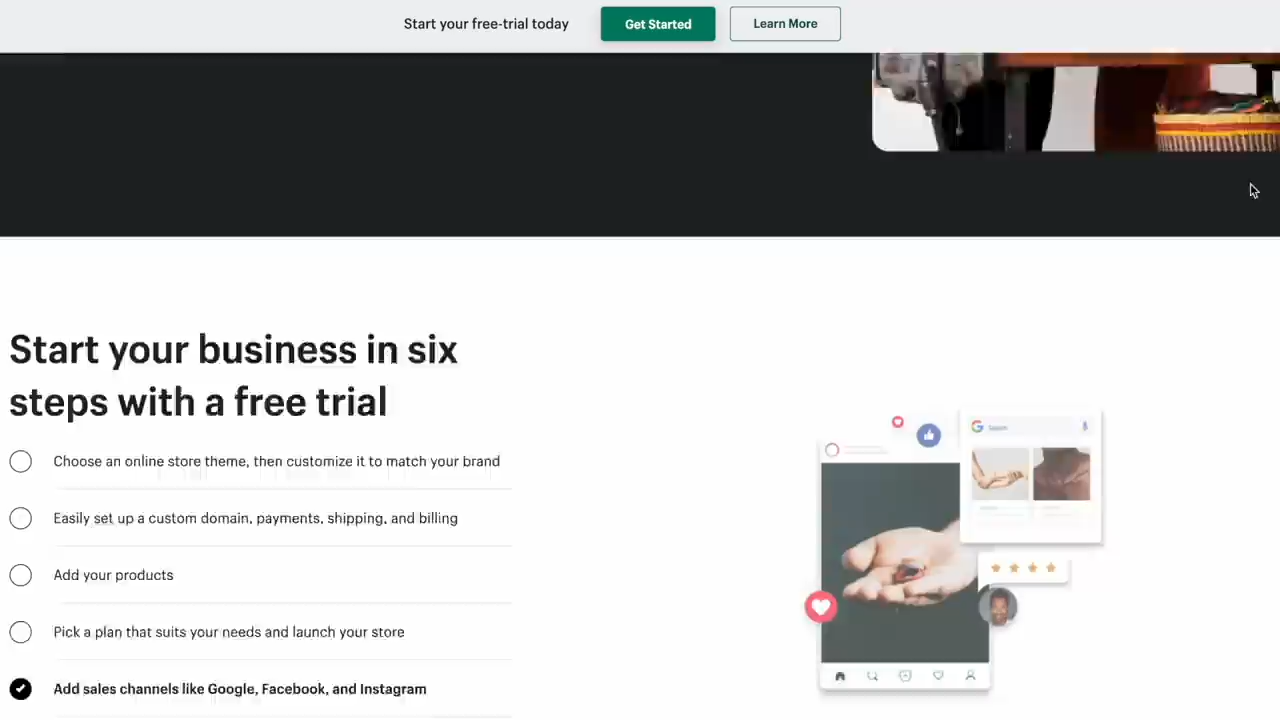 Start your free-trial today
Get Started
Learn More
Start your business in six
steps with a free trial
Choose an online store theme, then customize it to match your brand
Easily set up a custom domain, payments, shipping, and billing
Add your products
Pick a plan that suits your needs and launch your store
Add sales channels like Google, Facebook, and Instagram